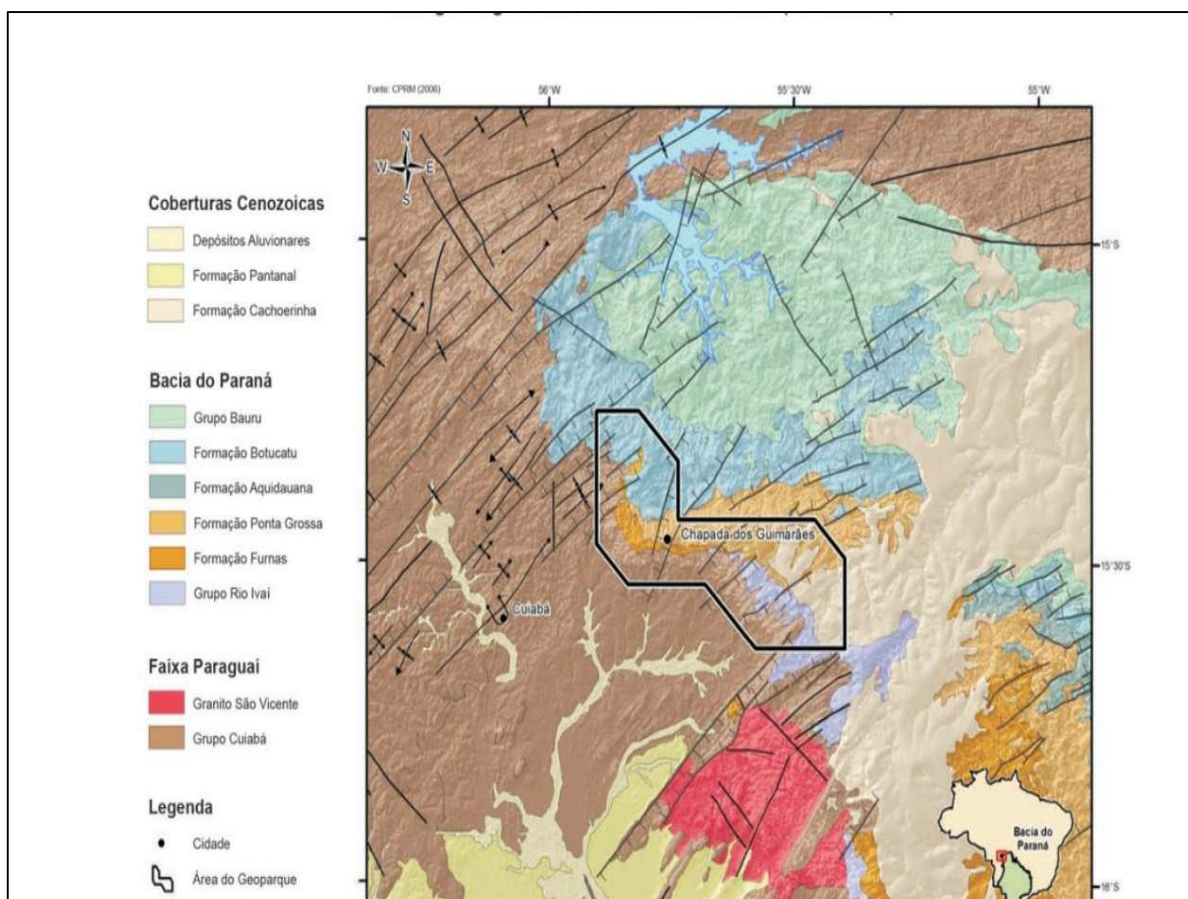 Fonte: CPRM (2006)
56°W
55°30'W
55°W
N
W
E
S
15°S
15°30'S
16°S
Coberturas Cenozoicas
Depósitos Aluvionares
Formação Pantanal
Formação Cachoerinha
Bacia do Paraná
Grupo Bauru
Formação Botucatu
Formação Aquidauana
Formação Ponta Grossa
Formação Furnas
Grupo Rio Ivaí
Faixa Paraguai
Granito São Vicente
Grupo Cuiabá
Legenda
Cidade
Área do Geoparque
Chapada dos Guimarães
Cuiabá
Bacia do
Paraná